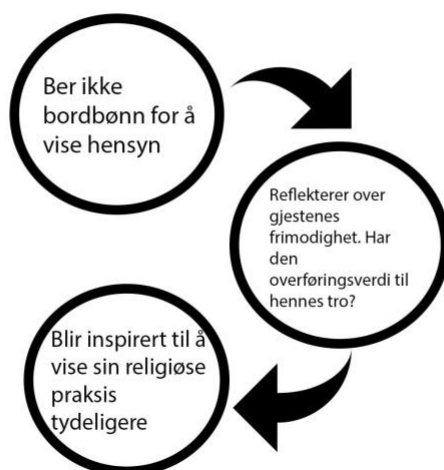 Ber ikke
bordbønn for å
vise hensyn
Reflekterer over
gjestenes
frimodighet. Har
den
overføringsverdi til
hennes tro?
Blir inspirert til å
vise sin religiøse
praksis
tydeligere